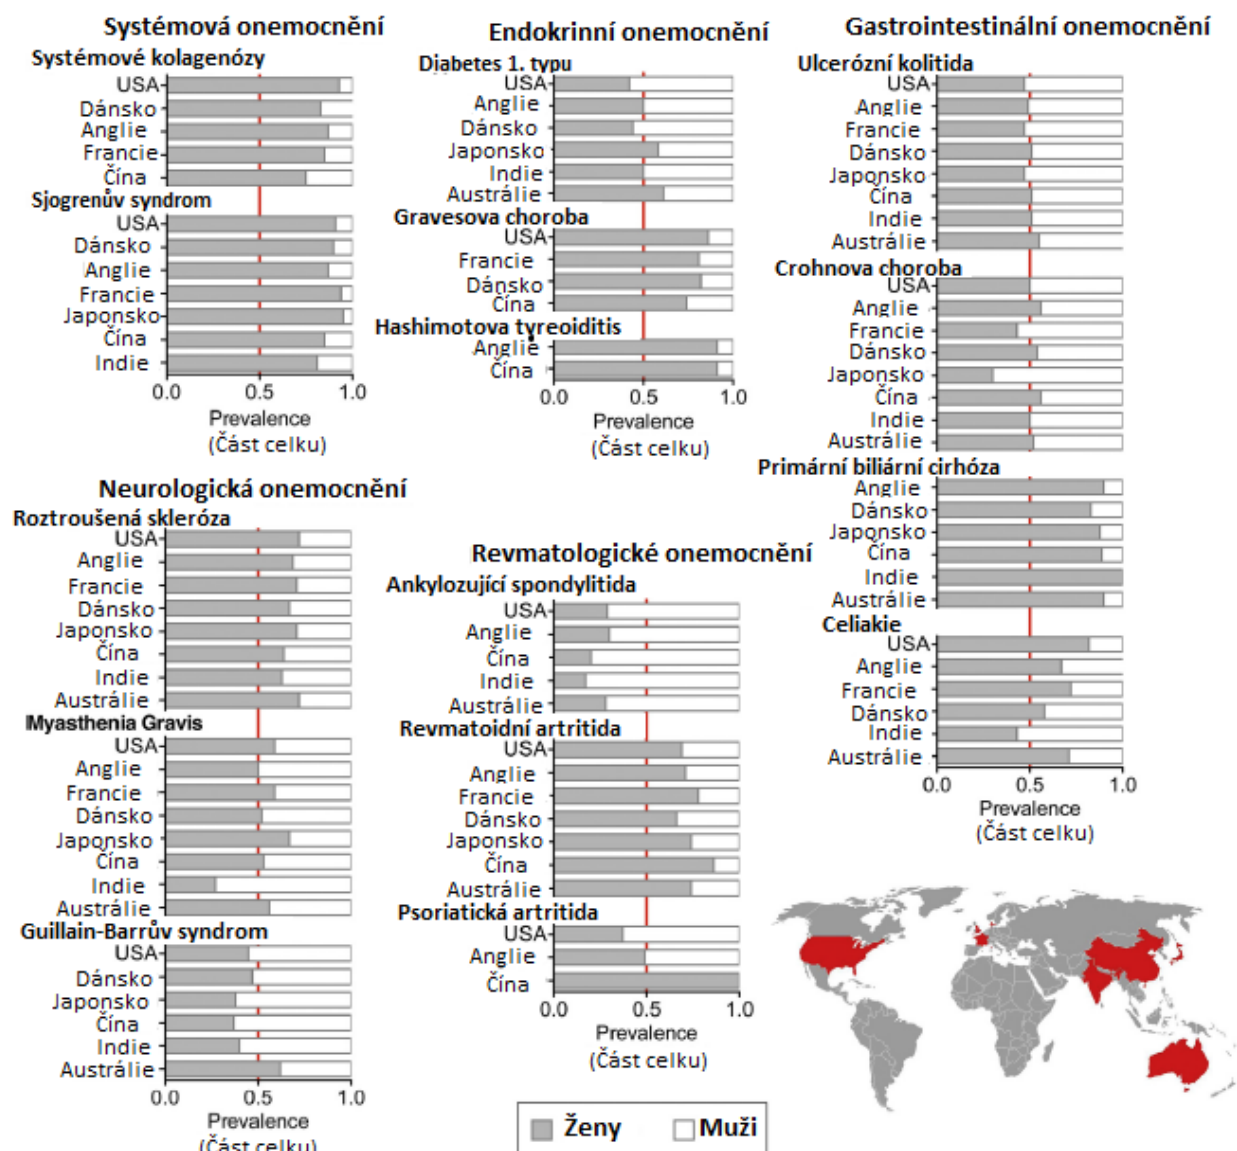 Systémová onemocnění
Systémové kolagenózy
USA
Dánsko
Anglie
Francie
Čína
Sjogrenův syndrom
USA
Dánsko
Anglie
Francie
Japonsko
Čína
Indie
0.0 0.5 1.0
Prevalence
(Část celku)
Endokrinní onemocnění
Djabetes 1. typu
USA
Anglie
Dánsko
Japonsko
Indie
Austrálie
Gravesova choroba
USA
Francie
Dánsko
Čína
Hashimotova tyreoiditis
Anglie
Čína
0.0 0.5 1.0
Prevalence
(Část celku)
Gastrointestinální onemocnění
Ulcerózní kolitida
USA
Anglie
Francie
Dánsko
Japonsko
Čína
Indie
Austrálie
Crohnova choroba
USA
Anglie
Francie
Dánsko
Japonsko
Čína
Indie
Austrálie
Primární biliární cirhóza
Anglie
Dánsko
Japonsko
Čína
Indie
Austrálie
Celiakie
USA
Anglie
Francie
Dánsko
Indie
Austrálie
0.0 0.5 1.0
Prevalence
(Část celku)
Neurologická onemocnění
Roztroušená skleróza
USA
Anglie
Francie
Dánsko
Japonsko
Čína
Indie
Austrálie
Myasthenia Gravis
USA
Anglie
Francie
Dánsko
Japonsko
Čína
Indie
Austrálie
Guillain-Barrův syndrom
USA
Dánsko
Japonsko
Čína
Indie
Austrálie
0.0 0.5 1.0
Prevalence
(Část celku)
Revmatologické onemocnění
Ankylozující spondylitida
USA
Anglie
Čína
Indie
Austrálie
Revmatoidní artritida
USA
Anglie
Francie
Dánsko
Japonsko
Čína
Austrálie
Psoriatická artritida
USA
Anglie
Čína
0.0 0.5 1.0
Prevalence
(Část celku)
Ženy Muži